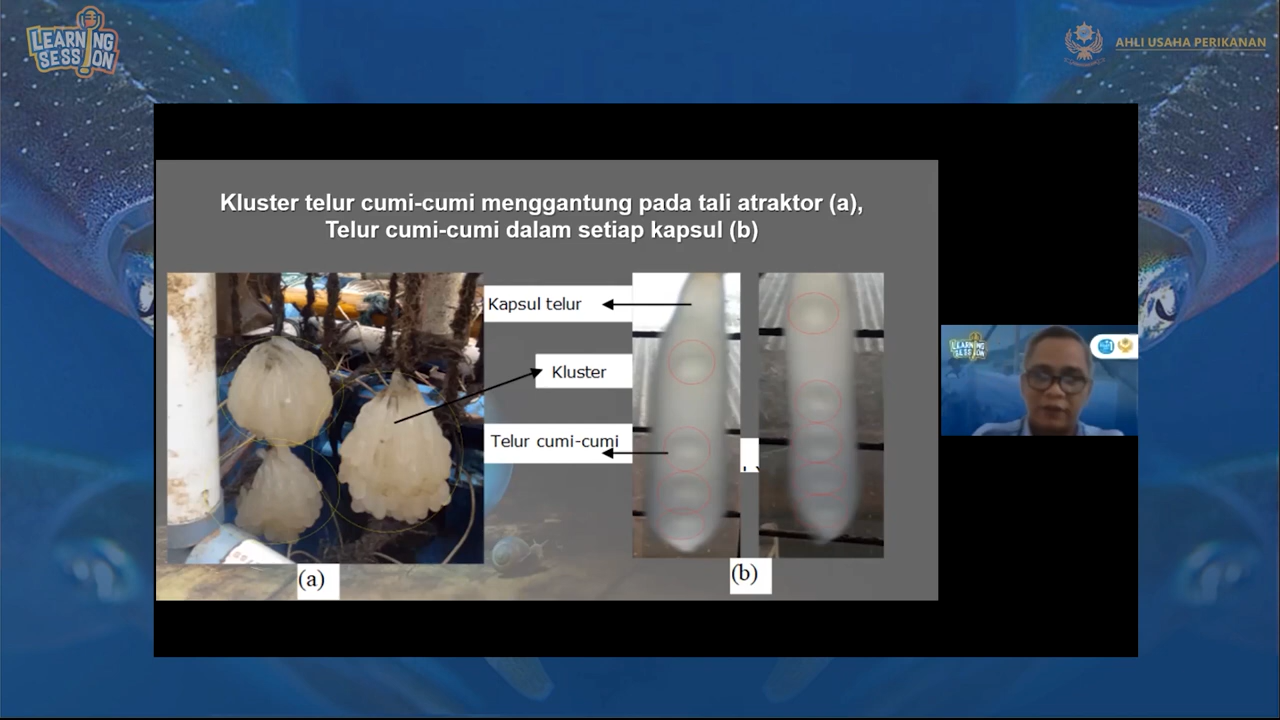 LEARNING
SESSION
AHLI USAHA PERIKANAN
Kluster telur cumi-cumi menggantung pada tali atraktor (a),
Telur cumi-cumi dalam setiap kapsul (b)
Kapsul telur
Kluster
Telur cumi-cumi
(a)
(b)
LEARNING
SESSION